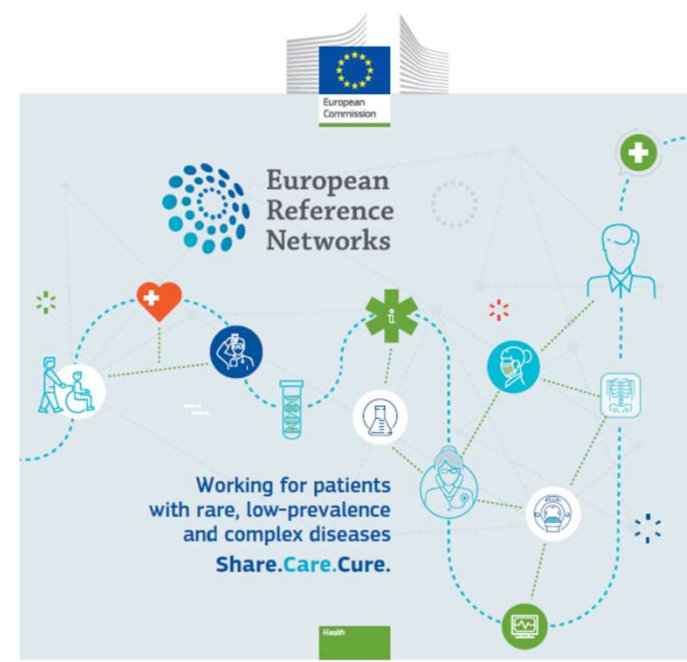 European
Commission
European
Reference
Networks
Working for patients
with rare, low-prevalence
and complex diseases
Share.Care.Cure.
Health